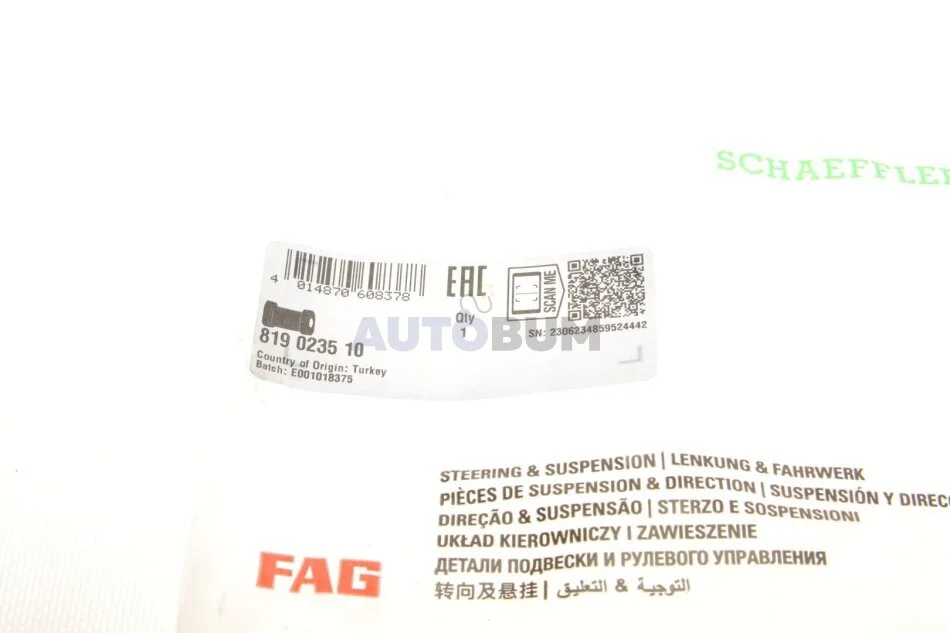 SCHAEFFLER
4 014870 608378
EAC
SCAN ME
Qty
1
SN: 2306234859524442
819 0235 10
AUTOBUM
Country of Origin: Turkey
Batch: E001018375
STEERING & SUSPENSION | LENKUNG & FAHRWERK
PIÈCES DE SUSPENSION & DIRECTION | SUSPENSIÓN Y DIREC
DIREÇÃO & SUSPENSÃO | STERZO E SOSPENSIONI
UKŁAD KIEROWNICZY I ZAWIESZENIE
ДЕТАЛИ ПОДВЕСКИ И РУЛЕВОГО УПРАВЛЕНИЯ
转向及悬挂 | التوجية & التعليق
FAG